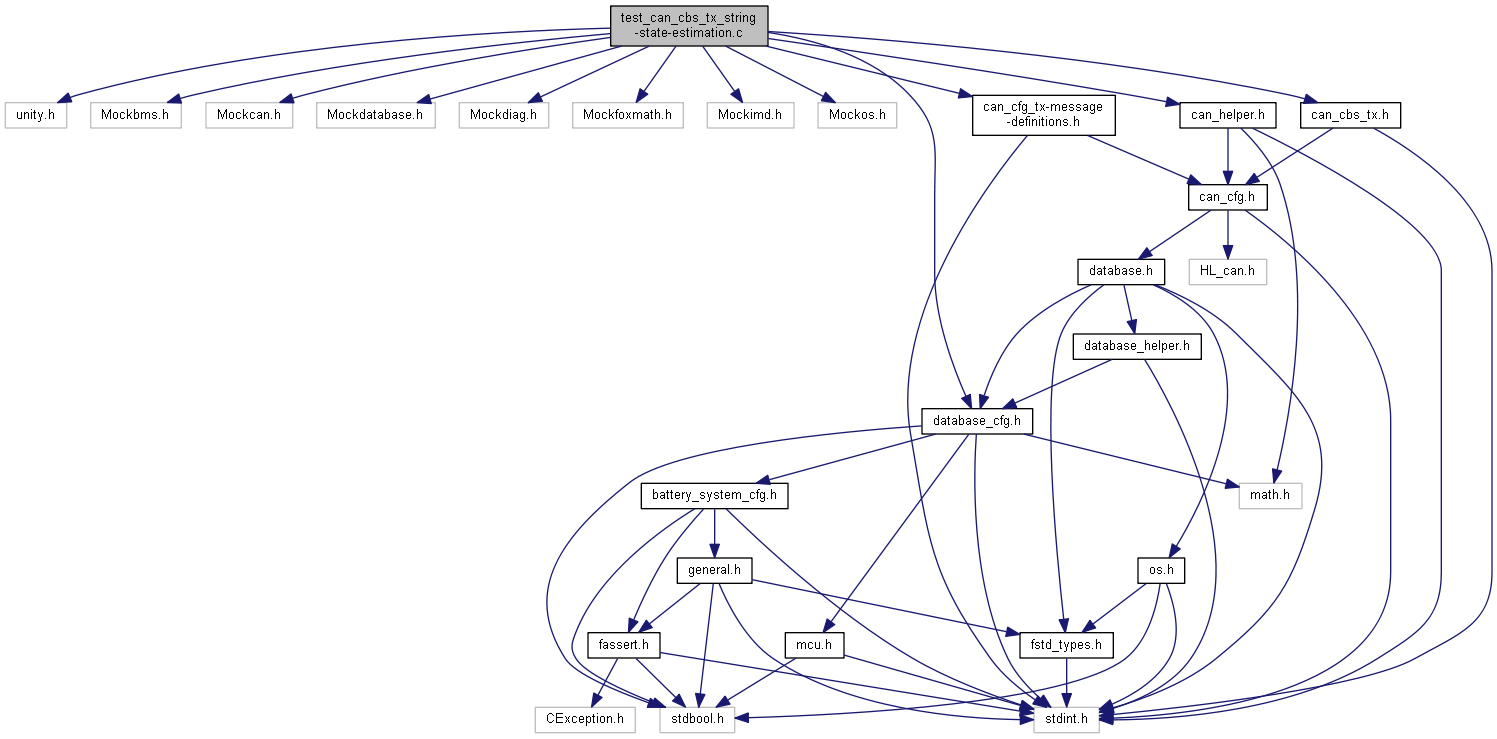 test_can_cbs_tx_string
-state-estimation.c
unity.h
Mockbms.h
Mockcan.h
Mockdatabase.h
Mockdiag.h
Mockfoxmath.h
Mockimd.h
Mockos.h
can_cfg_tx-message
-definitions.h
can_helper.h
can_cbs_tx.h
can_cfg.h
database.h
HL_can.h
database_helper.h
database_cfg.h
battery_system_cfg.h
math.h
general.h
os.h
fassert.h
mcu.h
fstd_types.h
CException.h
stdbool.h
stdint.h